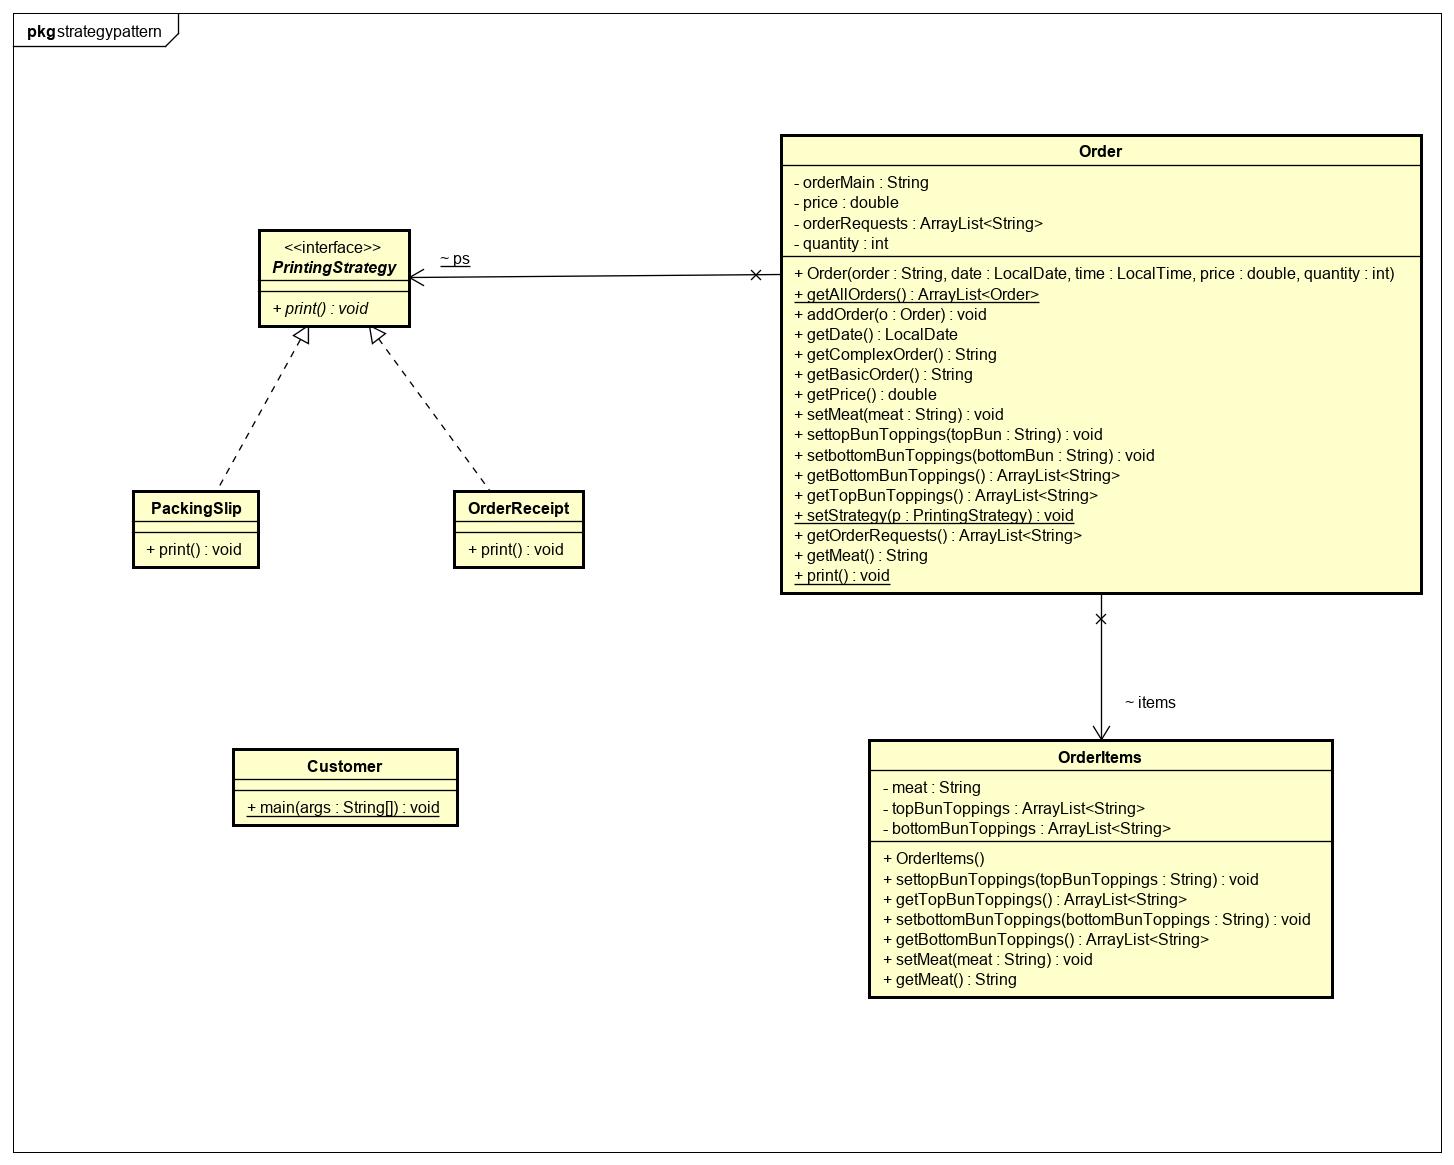 pkg strategypattern
<<interface>>
PrintingStrategy
+ print() : void
~ ps
PackingSlip
+ print() : void
OrderReceipt
+ print() : void
Order
- orderMain : String
- price : double
- orderRequests : ArrayList<String>
- quantity : int
+ Order(order : String, date : LocalDate, time : LocalTime, price : double, quantity : int)
+ getAllOrders() : ArrayList<Order>
+ addOrder(o : Order) : void
+ getDate() : LocalDate
+ getComplexOrder() : String
+ getBasicOrder() : String
+ getPrice() : double
+ setMeat(meat : String) : void
+ settopBunToppings(topBun : String) : void
+ setbottomBunToppings(bottomBun : String) : void
+ getBottomBunToppings() : ArrayList<String>
+ getTopBunToppings() : ArrayList<String>
+ setStrategy(p : PrintingStrategy) : void
+ getOrderRequests() : ArrayList<String>
+ getMeat() : String
+ print() : void
~ items
Customer
+ main(args : String[]) : void
OrderItems
- meat : String
- topBunToppings : ArrayList<String>
- bottomBunToppings : ArrayList<String>
+ OrderItems()
+ settopBunToppings(topBunToppings : String) : void
+ getTopBunToppings() : ArrayList<String>
+ setbottomBunToppings(bottomBunToppings : String) : void
+ getBottomBunToppings() : ArrayList<String>
+ setMeat(meat : String) : void
+ getMeat() : String